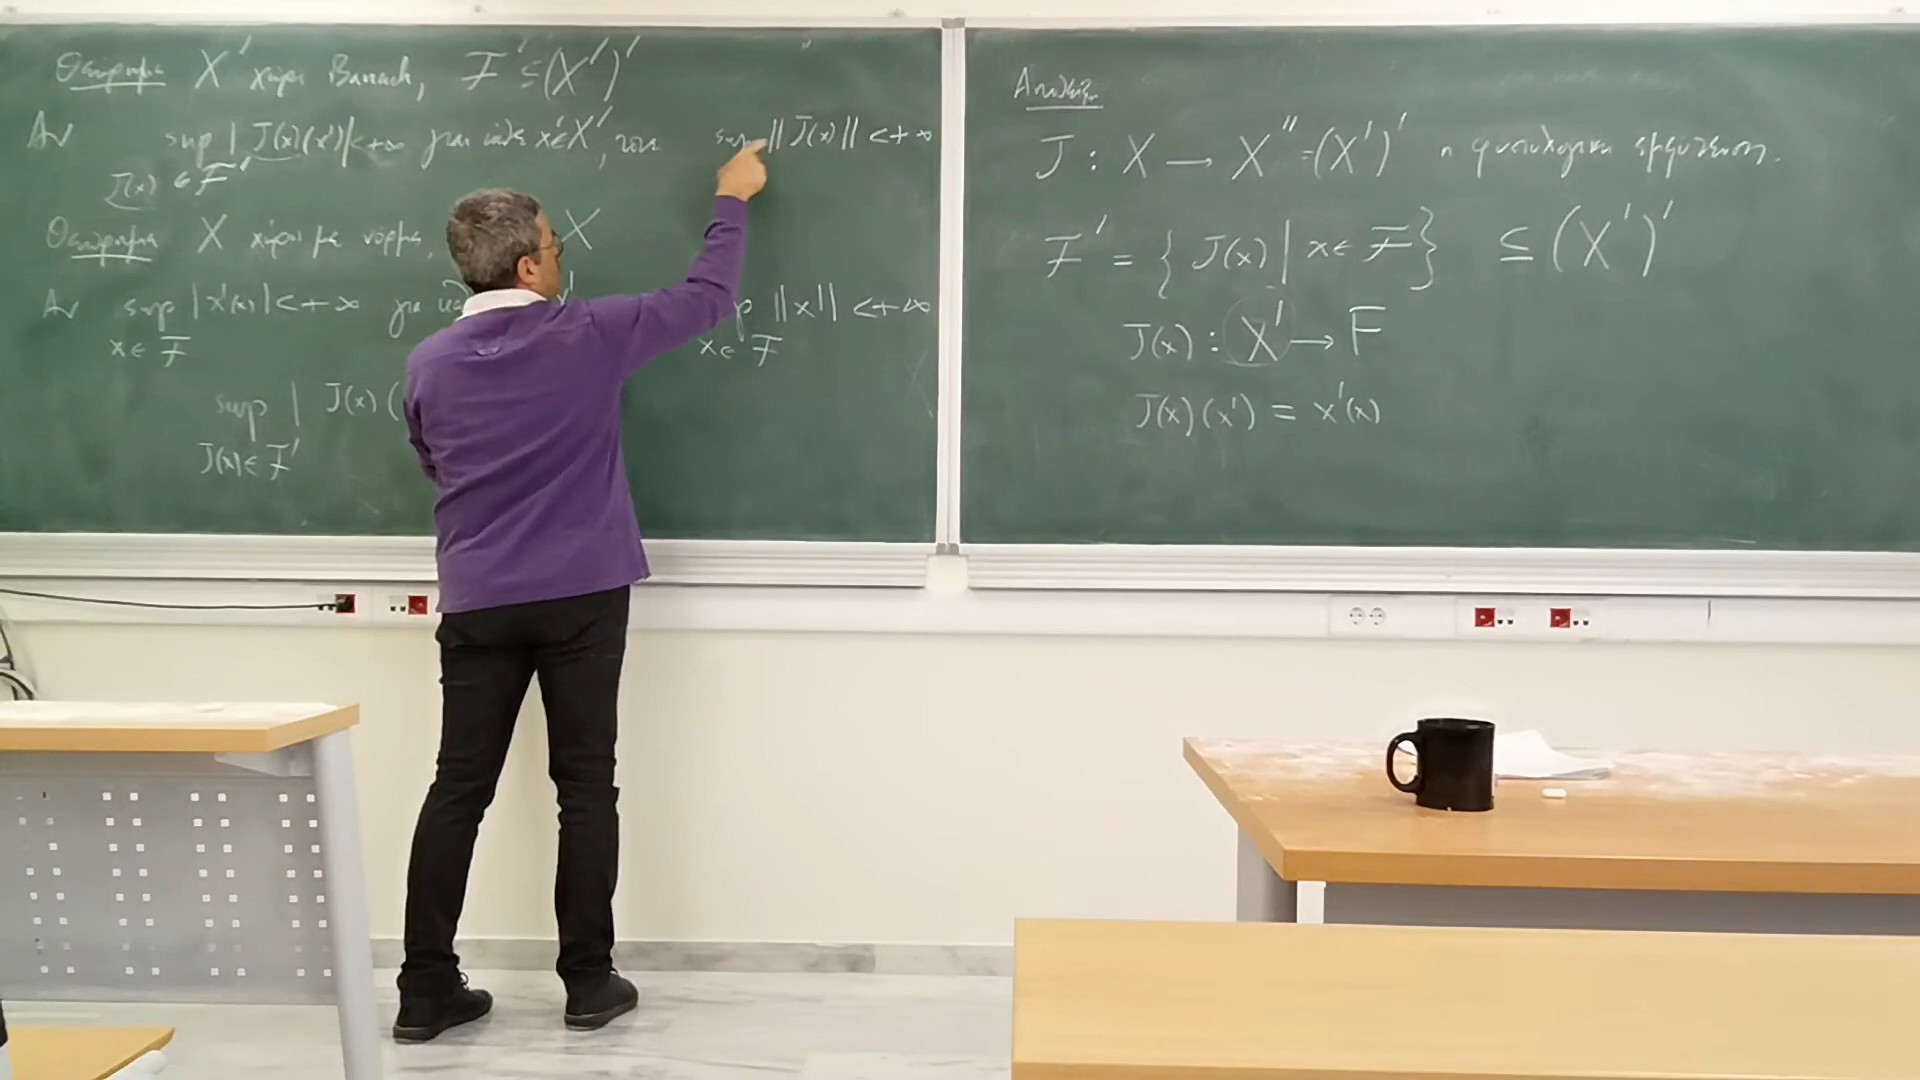 Θεώρημα X' χώρος Banach, F' ⊆ (X')'
Αν sup | J(x)(x')| < +∞ για κάθε x'∈X', τότε sup || J(x) || < +∞
J(x) ∈ F'
Θεώρημα X χώρος με νόρμα, X
Αν sup |x'(x)| < +∞ για || x || < +∞
x ∈ F x ∈ F
sup | J(x) (
J(x) ∈ F'
Απόδειξη
J : X → X'' = (X')' η φυσιολογική εμφύτευση.
F' = { J(x) | x ∈ F } ⊆ (X')'
J(x) : X' → F
J(x)(x') = x'(x)